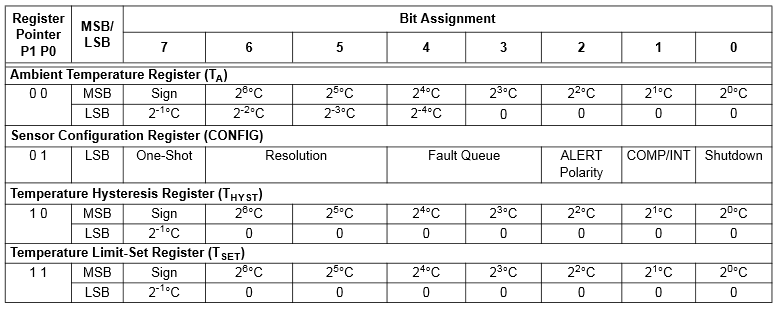 Register Pointer P1 P0 MSB/ LSB Bit Assignment
7 6 5 4 3 2 1 0
Ambient Temperature Register (T_A)
0 0 MSB Sign 2^6°C 2^5°C 2^4°C 2^3°C 2^2°C 2^1°C 2^0°C
LSB 2^-1°C 2^-2°C 2^-3°C 2^-4°C 0 0 0 0
Sensor Configuration Register (CONFIG)
0 1 LSB One-Shot Resolution Fault Queue ALERT Polarity COMP/INT Shutdown
Temperature Hysteresis Register (T_HYST)
1 0 MSB Sign 2^6°C 2^5°C 2^4°C 2^3°C 2^2°C 2^1°C 2^0°C
LSB 2^-1°C 0 0 0 0 0 0 0
Temperature Limit-Set Register (T_SET)
1 1 MSB Sign 2^6°C 2^5°C 2^4°C 2^3°C 2^2°C 2^1°C 2^0°C
LSB 2^-1°C 0 0 0 0 0 0 0